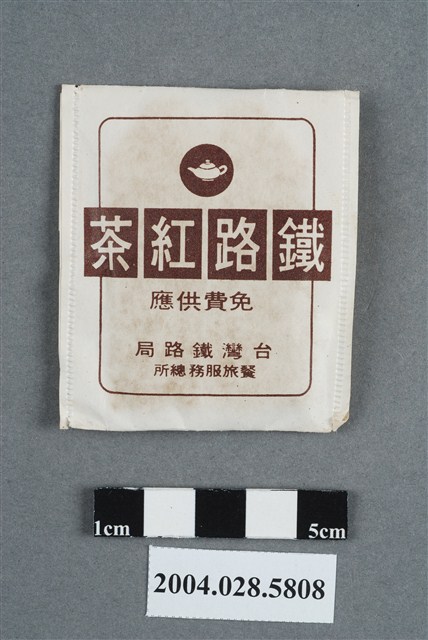 鐵路紅茶
免費供應
台灣鐵路局
餐旅服務總所
1cm 5cm
2004.028.5808